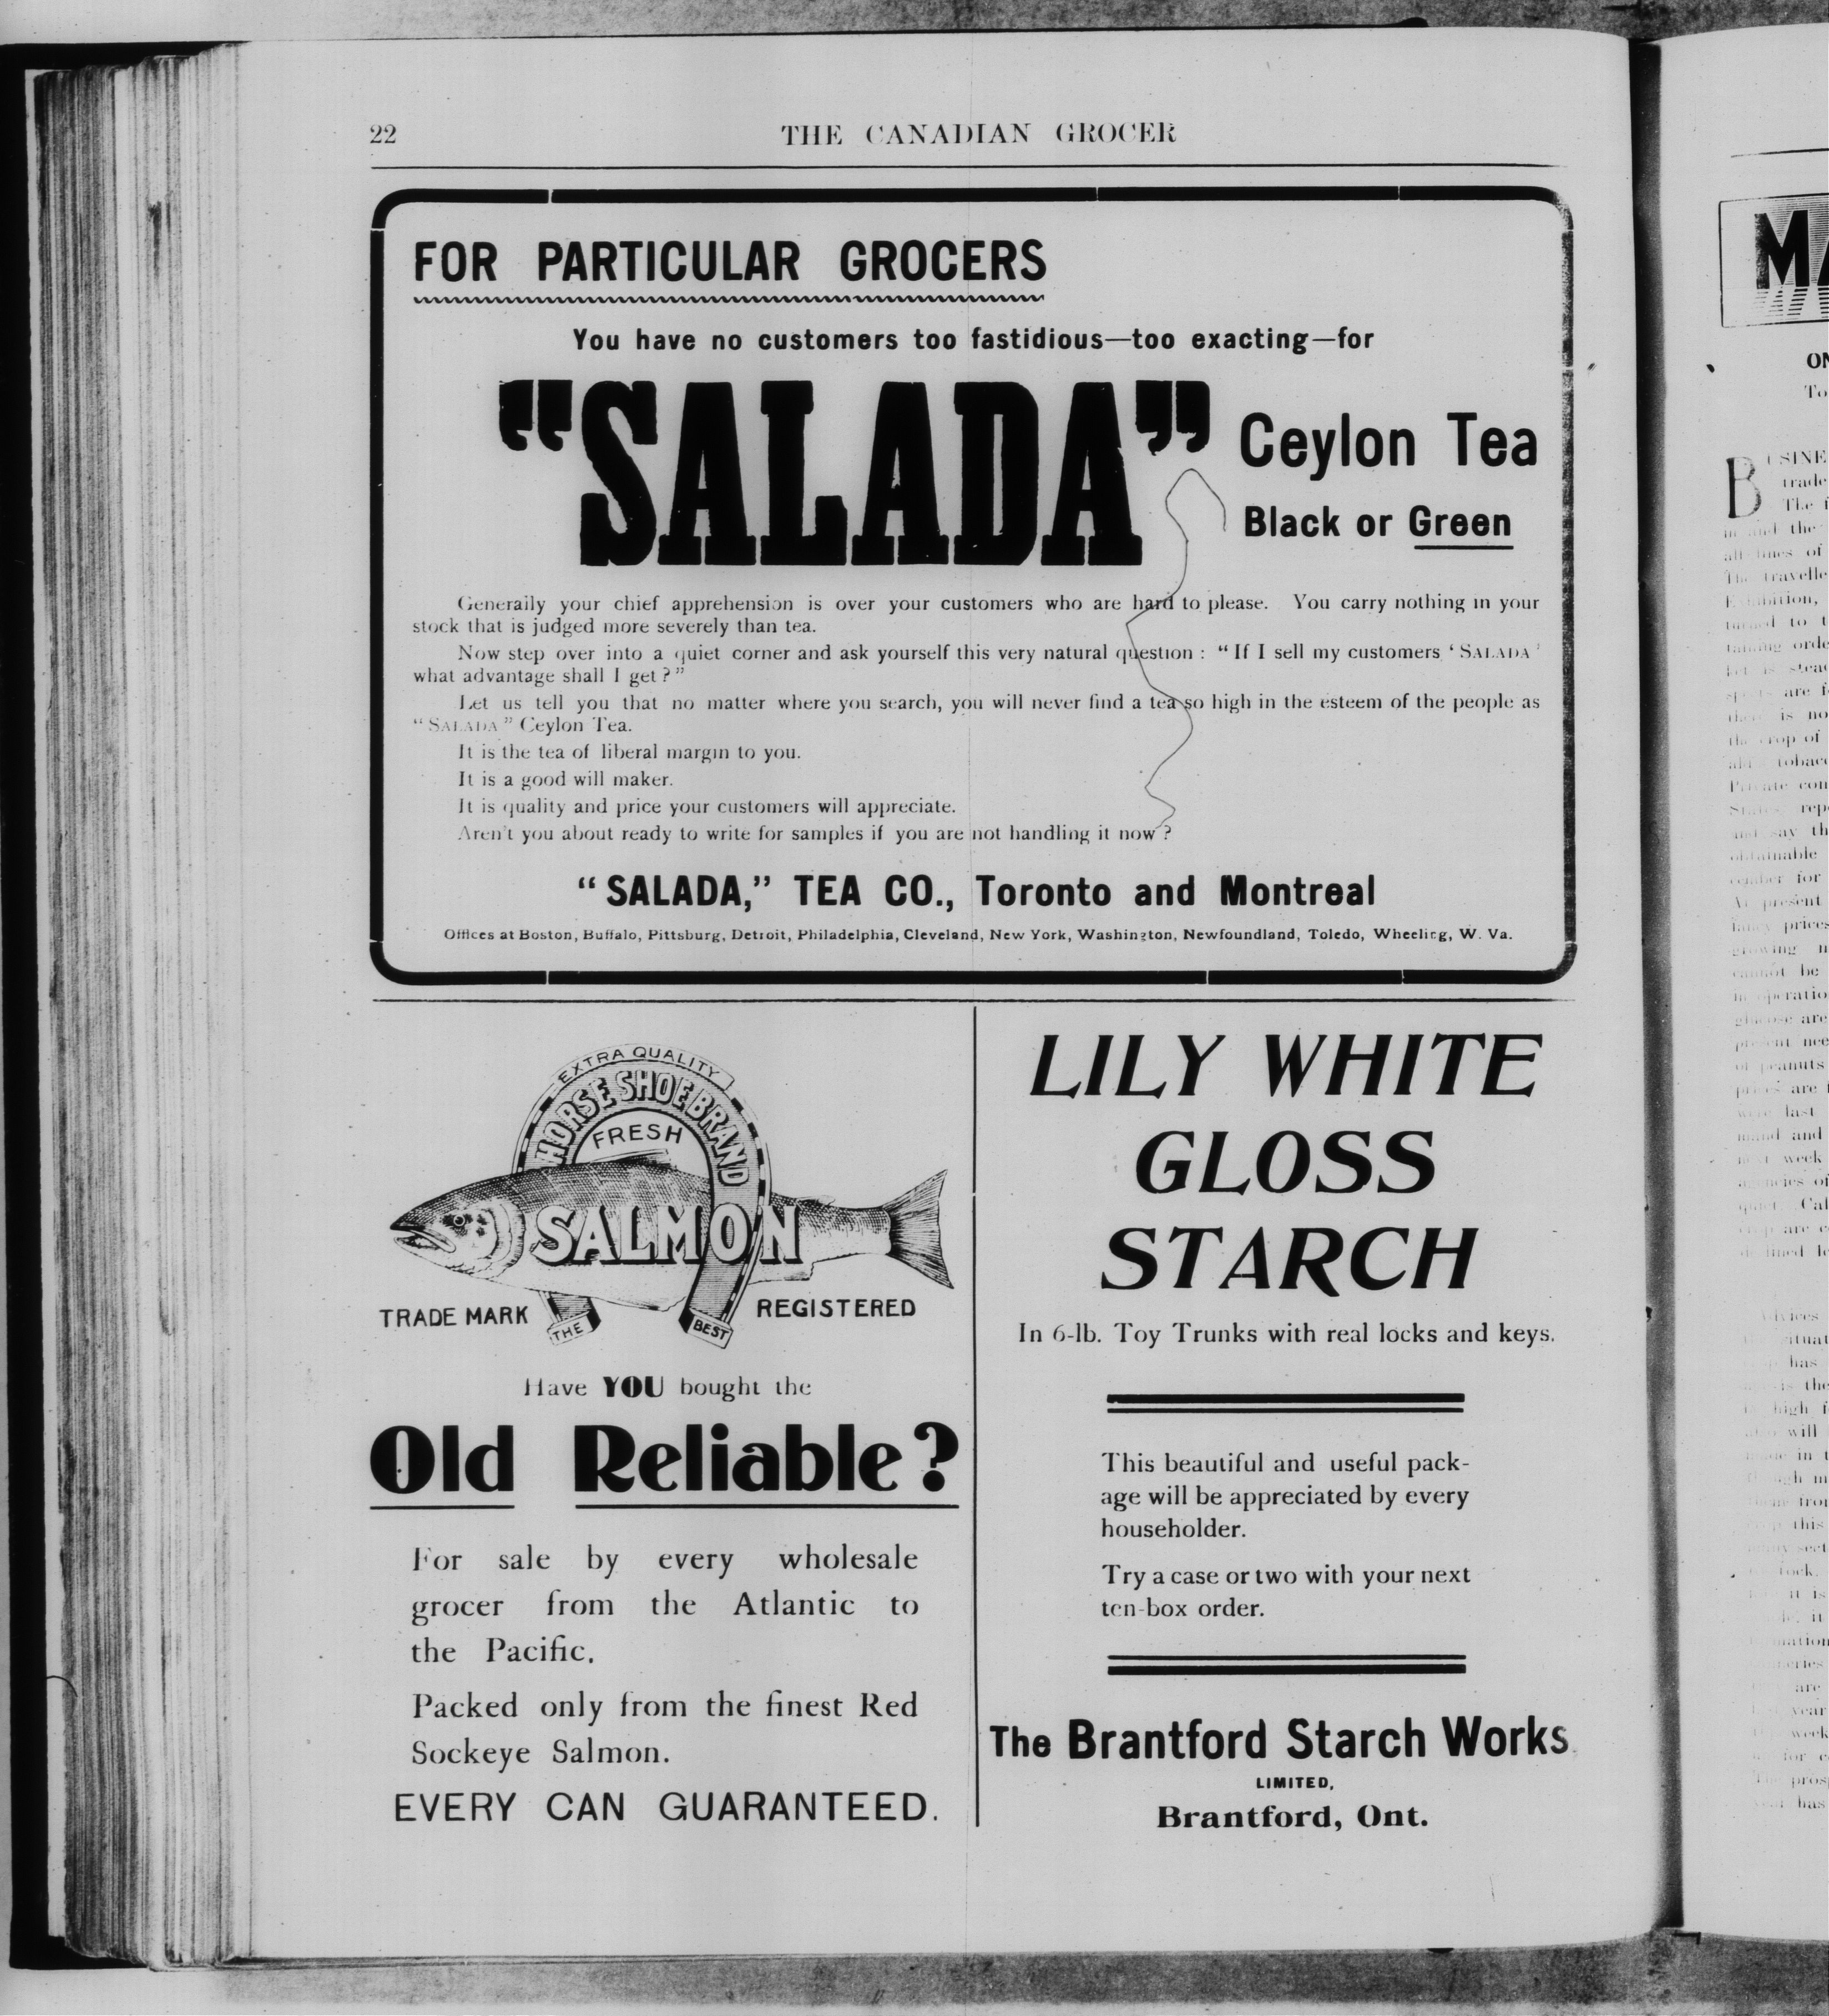 22
THE CANADIAN GROCER
FOR PARTICULAR GROCERS
You have no customers too fastidious—too exacting—for
"SALADA" Ceylon Tea
Black or Green
Generally your chief apprehension is over your customers who are hard to please. You carry nothing in your
stock that is judged more severely than tea.
Now step over into a quiet corner and ask yourself this very natural question : "If I sell my customers 'SALADA'
what advantage shall I get?"
Let us tell you that no matter where you search, you will never find a tea so high in the esteem of the people as
"SALADA" Ceylon Tea.
It is the tea of liberal margin to you.
It is a good will maker.
It is quality and price your customers will appreciate.
Aren't you about ready to write for samples if you are not handling it now?
"SALADA," TEA CO., Toronto and Montreal
Offices at Boston, Buffalo, Pittsburg, Detroit, Philadelphia, Cleveland, New York, Washington, Newfoundland, Toledo, Wheeling, W. Va.
EXTRA QUALITY
HORSE SHOE BRAND
FRESH
SALMON
TRADE MARK
THE
BEST
REGISTERED
Have YOU bought the
Old Reliable?
For sale by every wholesale
grocer from the Atlantic to
the Pacific.
Packed only from the finest Red
Sockeye Salmon.
EVERY CAN GUARANTEED.
LILY WHITE
GLOSS
STARCH
In 6-lb. Toy Trunks with real locks and keys.
This beautiful and useful pack-
age will be appreciated by every
householder.
Try a case or two with your next
ten-box order.
The Brantford Starch Works
LIMITED,
Brantford, Ont.